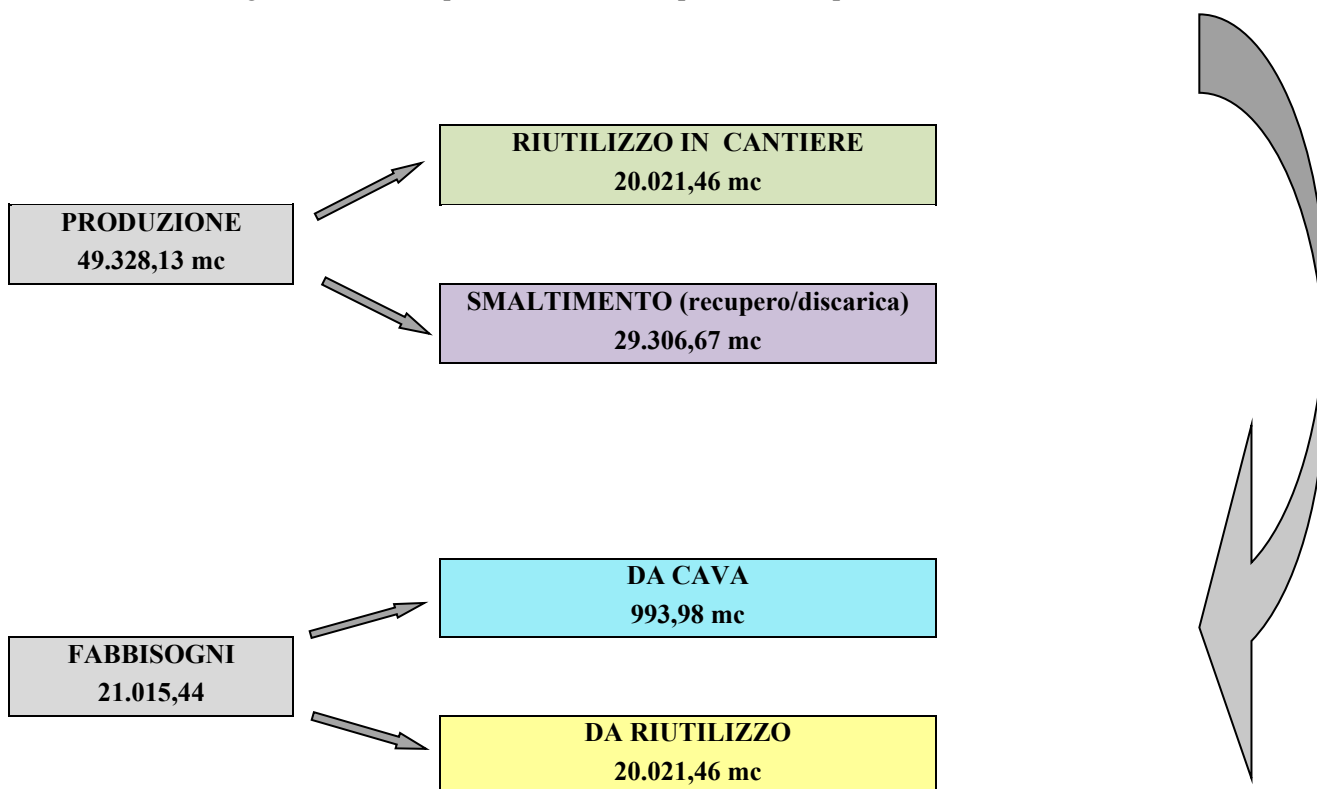 RIUTILIZZO IN CANTIERE
20.021,46 mc
PRODUZIONE
49.328,13 mc
SMALTIMENTO (recupero/discarica)
29.306,67 mc
DA CAVA
993,98 mc
FABBISOGNI
21.015,44
DA RIUTILIZZO
20.021,46 mc